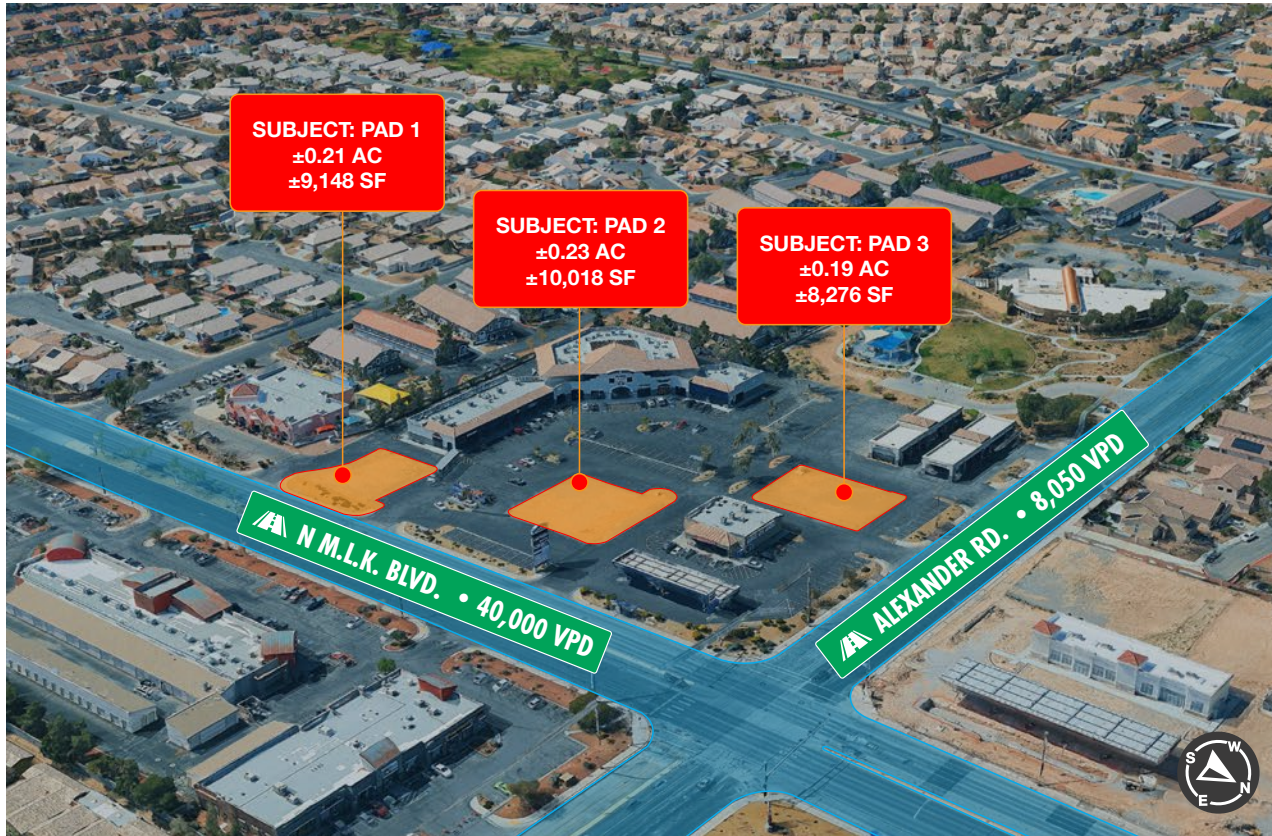 SUBJECT: PAD 1
±0.21 AC
±9,148 SF
SUBJECT: PAD 2
±0.23 AC
±10,018 SF
SUBJECT: PAD 3
±0.19 AC
±8,276 SF
N M.L.K. BLVD. • 40,000 VPD
ALEXANDER RD. • 8,050 VPD
S W
E N